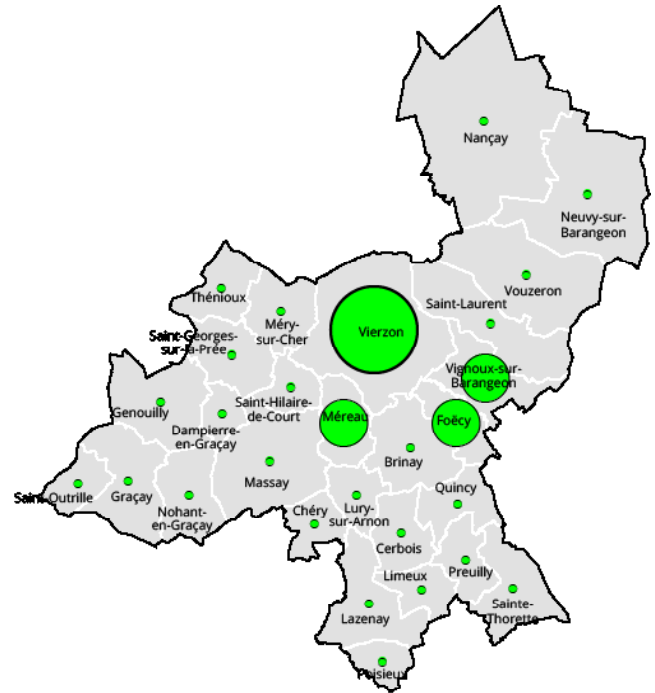 Nançay
Neuvy-sur-
Barangeon
Vouzeron
Saint-Laurent
Thénioux
Méry-
sur-Cher
Vierzon
Saint-Georges-
sur-la-Prée
Vignoux-sur-
Barangeon
Saint-Hilaire-
de-Court
Genouilly
Méreau
Foëcy
Dampierre-
en-Graçay
Brinay
Massay
Quincy
Saint-Outrille
Graçay
Nohant-
en-Graçay
Chéry
Lury-
sur-Arnon
Cerbois
Limeux
Preuilly
Sainte-
Thorette
Lazenay
Poisieux